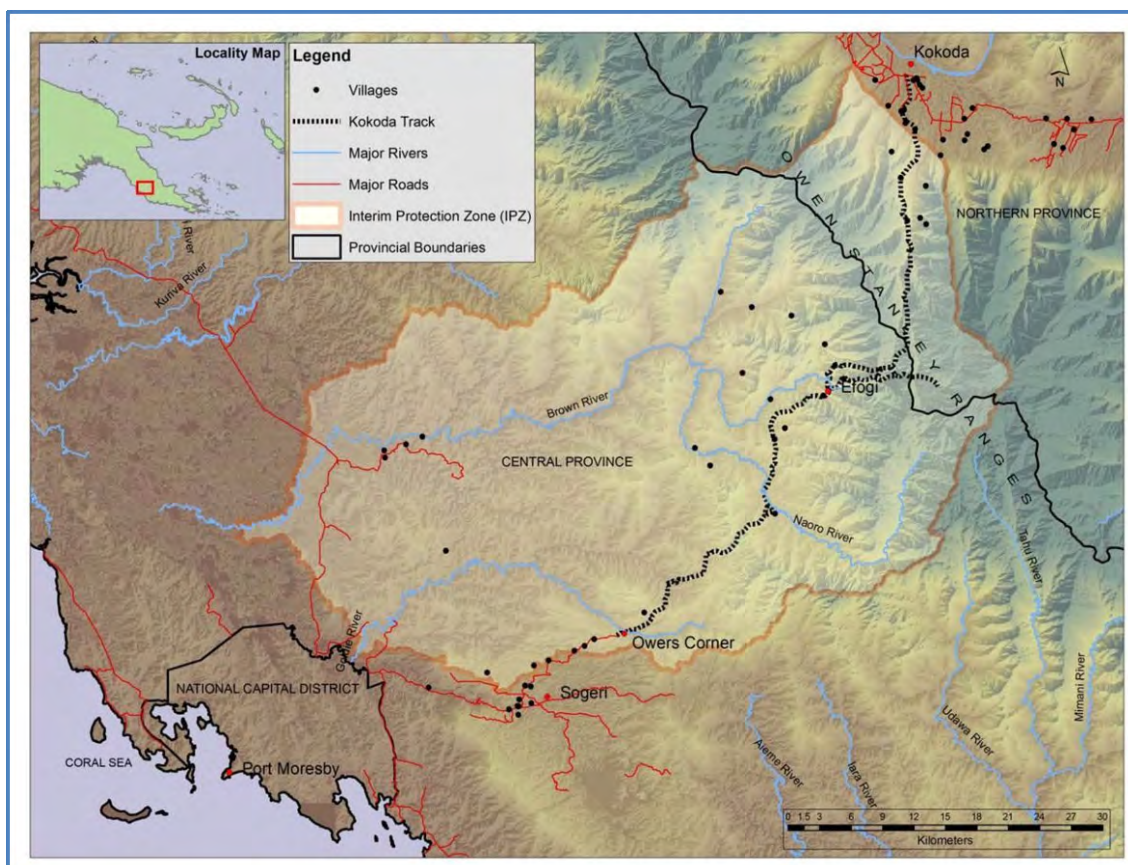 Locality Map
Legend
Villages
Kokoda Track
Major Rivers
Major Roads
Interim Protection Zone (IPZ)
Provincial Boundaries
Kokoda
N
OWEN STANLEY RANGES
NORTHERN PROVINCE
River
Kuriva River
Efogi
Brown River
CENTRAL PROVINCE
Naoro River
Tahu River
Goldie River
Owers Corner
NATIONAL CAPITAL DISTRICT
Sogeri
Mimani River
Udawa River
CORAL SEA
Port Moresby
Aieme River
Iara River
0 1.5 3 6 9 12 15 18 21 24 27 30
Kilometers